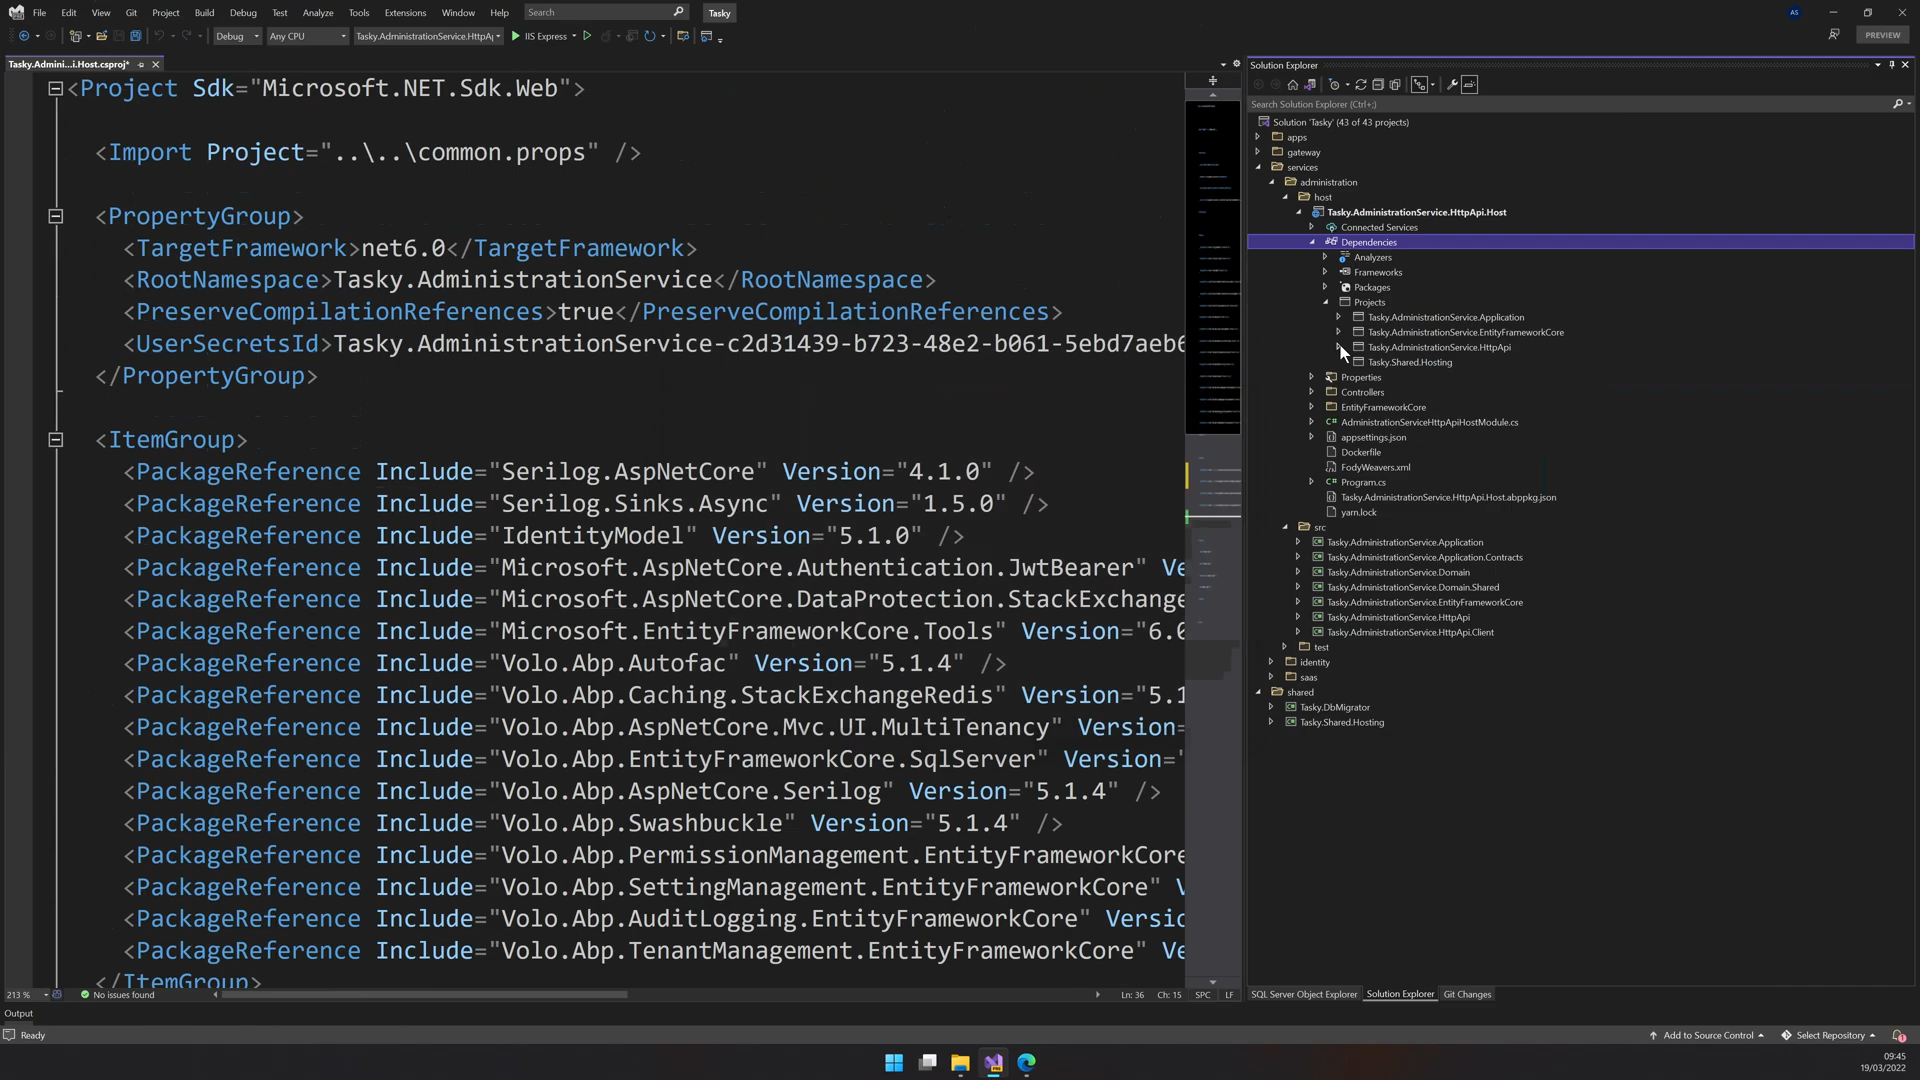 File Edit View Git Project Build Debug Test Analyze Tools Extensions Window Help Search Tasky AS
Debug Any CPU Tasky.AdministrationService.HttpAp IIS Express PREVIEW
Tasky.Admini...i.Host.csproj*
<Project Sdk="Microsoft.NET.Sdk.Web">
<Import Project="..\..\common.props" />
<PropertyGroup>
<TargetFramework>net6.0</TargetFramework>
<RootNamespace>Tasky.AdministrationService</RootNamespace>
<PreserveCompilationReferences>true</PreserveCompilationReferences>
<UserSecretsId>Tasky.AdministrationService-c2d31439-b723-48e2-b061-5ebd7aeb6
</PropertyGroup>
<ItemGroup>
<PackageReference Include="Serilog.AspNetCore" Version="4.1.0" />
<PackageReference Include="Serilog.Sinks.Async" Version="1.5.0" />
<PackageReference Include="IdentityModel" Version="5.1.0" />
<PackageReference Include="Microsoft.AspNetCore.Authentication.JwtBearer" Ve
<PackageReference Include="Microsoft.AspNetCore.DataProtection.StackExchange
<PackageReference Include="Microsoft.EntityFrameworkCore.Tools" Version="6.0
<PackageReference Include="Volo.Abp.Autofac" Version="5.1.4" />
<PackageReference Include="Volo.Abp.Caching.StackExchangeRedis" Version="5.1
<PackageReference Include="Volo.Abp.AspNetCore.Mvc.UI.MultiTenancy" Version=
<PackageReference Include="Volo.Abp.EntityFrameworkCore.SqlServer" Version="
<PackageReference Include="Volo.Abp.AspNetCore.Serilog" Version="5.1.4" />
<PackageReference Include="Volo.Abp.Swashbuckle" Version="5.1.4" />
<PackageReference Include="Volo.Abp.PermissionManagement.EntityFrameworkCore
<PackageReference Include="Volo.Abp.SettingManagement.EntityFrameworkCore" V
<PackageReference Include="Volo.Abp.AuditLogging.EntityFrameworkCore" Versio
<PackageReference Include="Volo.Abp.TenantManagement.EntityFrameworkCore" Ve
</ItemGroup>
213 % No issues found Ln: 36 Ch: 15 SPC LF
Output
Solution Explorer
Search Solution Explorer (Ctrl+;)
Solution 'Tasky' (43 of 43 projects)
apps
gateway
services
administration
host
Tasky.AdministrationService.HttpApi.Host
Connected Services
Dependencies
Analyzers
Frameworks
Packages
Projects
Tasky.AdministrationService.Application
Tasky.AdministrationService.EntityFrameworkCore
Tasky.AdministrationService.HttpApi
Tasky.Shared.Hosting
Properties
Controllers
EntityFrameworkCore
AdministrationServiceHttpApiHostModule.cs
appsettings.json
Dockerfile
FodyWeavers.xml
Program.cs
Tasky.AdministrationService.HttpApi.Host.abppkg.json
yarn.lock
src
Tasky.AdministrationService.Application
Tasky.AdministrationService.Application.Contracts
Tasky.AdministrationService.Domain
Tasky.AdministrationService.Domain.Shared
Tasky.AdministrationService.EntityFrameworkCore
Tasky.AdministrationService.HttpApi
Tasky.AdministrationService.HttpApi.Client
test
identity
saas
shared
Tasky.DbMigrator
Tasky.Shared.Hosting
SQL Server Object Explorer Solution Explorer Git Changes
Ready Add to Source Control Select Repository
09:45
19/03/2022